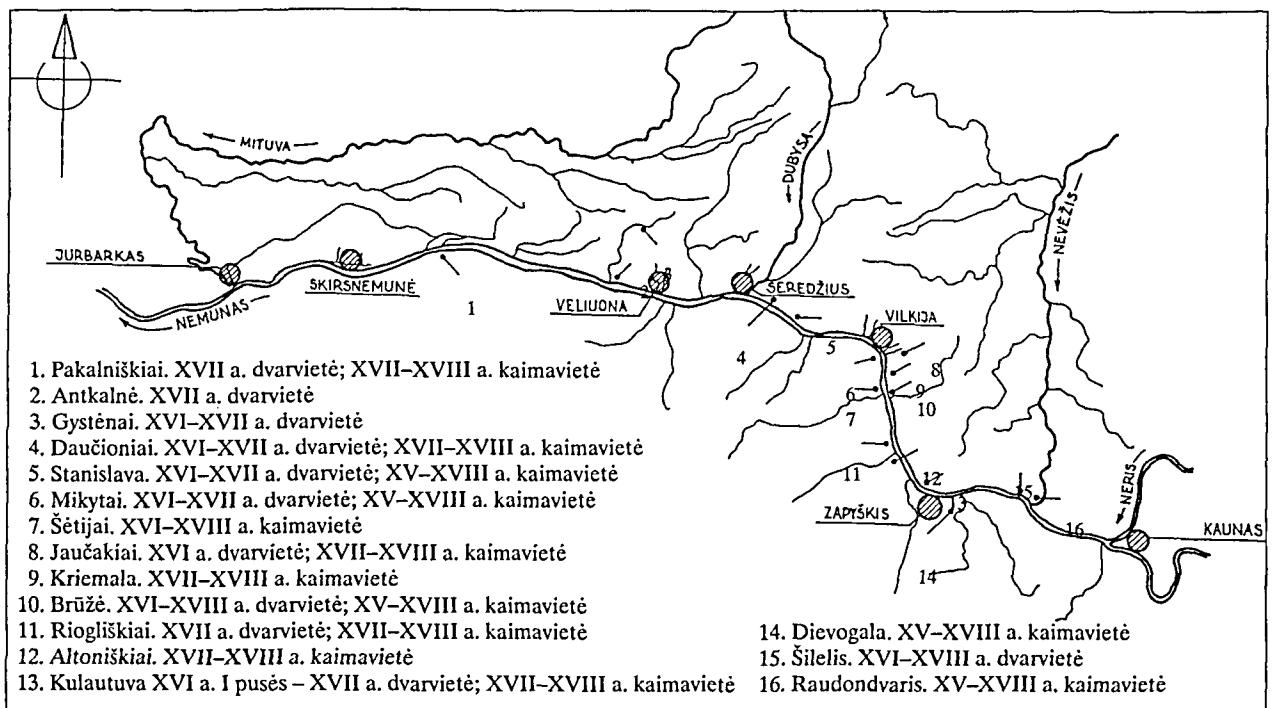 MITUVA
DUBYSA
NEVĖŽIS
JURBARKAS
SKIRSNEMUNĖ
NEMUNAS
VELIUONA
SEREDŽIUS
VILKIJA
ZAPYŠKIS
NERIS
KAUNAS
1
4
5
6
7
8
9
10
11
12
14
15
16
1. Pakalniškiai. XVII a. dvarvietė; XVII–XVIII a. kaimavietė
2. Antkalnė. XVII a. dvarvietė
3. Gystėnai. XVI–XVII a. dvarvietė
4. Daučioniai. XVI–XVII a. dvarvietė; XVII–XVIII a. kaimavietė
5. Stanislava. XVI–XVII a. dvarvietė; XV–XVIII a. kaimavietė
6. Mikytai. XVI–XVII a. dvarvietė; XV–XVIII a. kaimavietė
7. Šėtijai. XVI–XVIII a. kaimavietė
8. Jaučakiai. XVI a. dvarvietė; XVII–XVIII a. kaimavietė
9. Kriemala. XVII–XVIII a. kaimavietė
10. Brūžė. XVI–XVIII a. dvarvietė; XV–XVIII a. kaimavietė
11. Riogliškiai. XVII a. dvarvietė; XVII–XVIII a. kaimavietė
12. Altoniškiai. XVII–XVIII a. kaimavietė
13. Kulautuva XVI a. I pusės – XVII a. dvarvietė; XVII–XVIII a. kaimavietė
14. Dievogala. XV–XVIII a. kaimavietė
15. Šilelis. XVI–XVIII a. dvarvietė
16. Raudondvaris. XV–XVIII a. kaimavietė